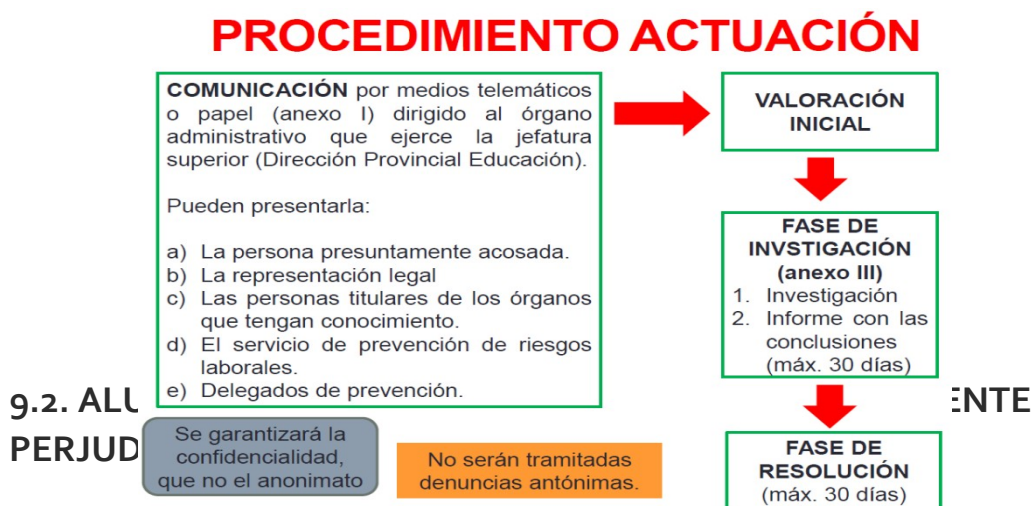 PROCEDIMIENTO ACTUACIÓN
COMUNICACIÓN por medios telemáticos
o papel (anexo I) dirigido al órgano
administrativo que ejerce la jefatura
superior (Dirección Provincial Educación).
Pueden presentarla:
a) La persona presuntamente acosada.
b) La representación legal
c) Las personas titulares de los órganos
que tengan conocimiento.
d) El servicio de prevención de riesgos
laborales.
e) Delegados de prevención.
VALORACIÓN
INICIAL
FASE DE
INVSTIGACIÓN
(anexo III)
1. Investigación
2. Informe con las
conclusiones
(máx. 30 días)
9.2. ALU
ENTE
PERJUD
Se garantizará la
confidencialidad,
que no el anonimato
No serán tramitadas
denuncias antónimas.
FASE DE
RESOLUCIÓN
(máx. 30 días)